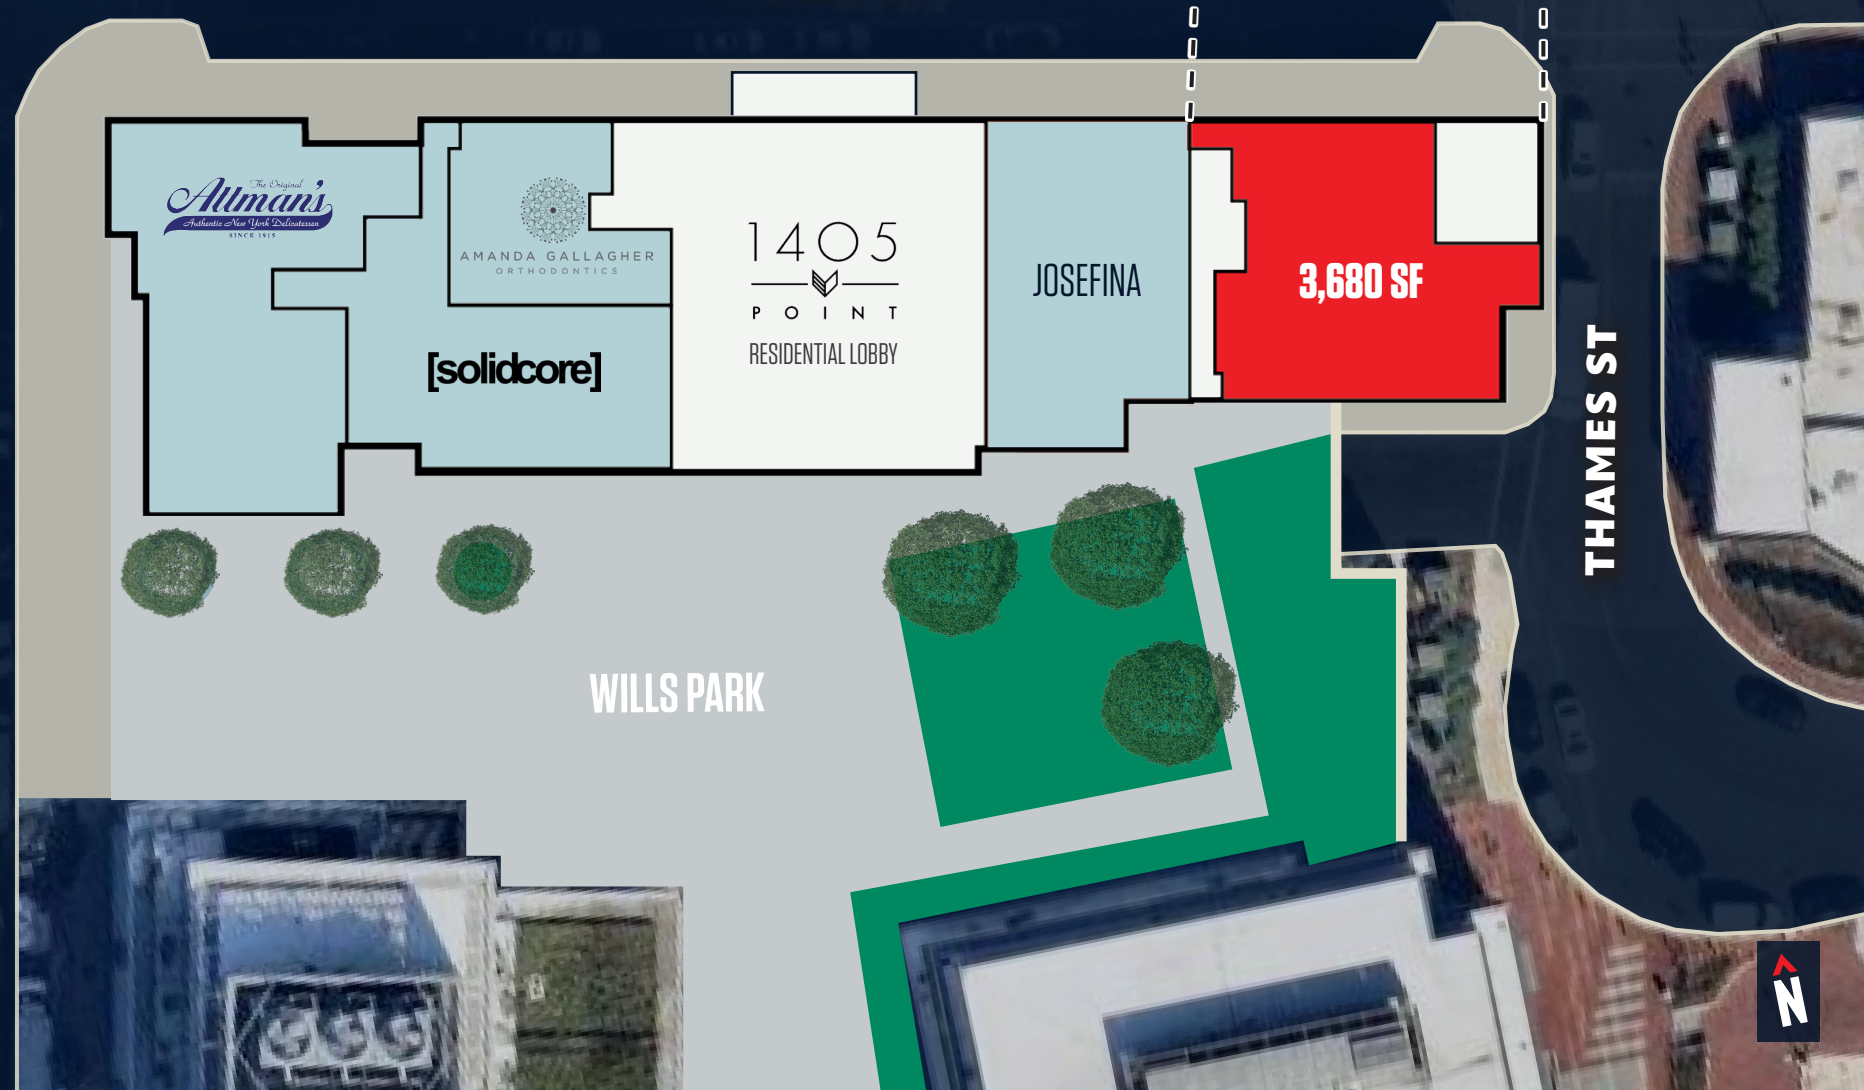 The Original
Attman's
Authentic New York Delicatessen
SINCE 1915
AMANDA GALLAGHER
ORTHODONTICS
[solidcore]
1405
POINT
RESIDENTIAL LOBBY
JOSEFINA
3,680 SF
THAMES ST
WILLS PARK
N